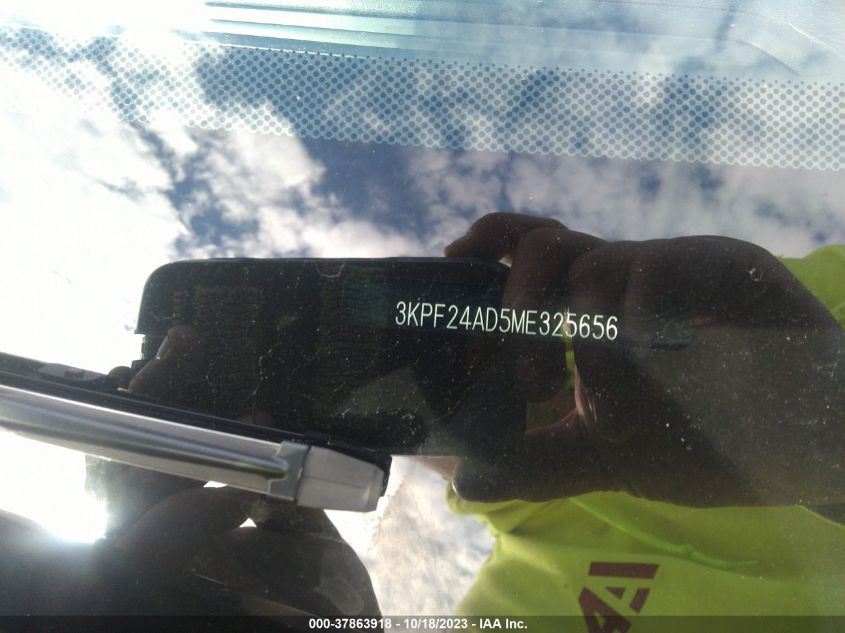 3KPF24AD5ME325656
000-37863918 - 10/18/2023 - IAA Inc.